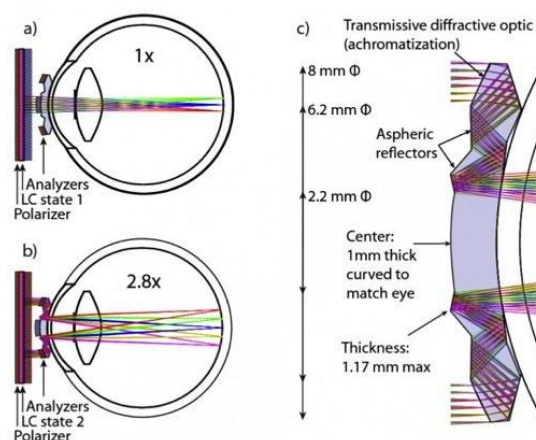 a)
1x
Analyzers
LC state 1
Polarizer
b)
2.8x
Analyzers
LC state 2
Polarizer
c)
Transmissive diffractive optic
(achromatization)
8 mm Φ
6.2 mm Φ
Aspheric
reflectors
2.2 mm Φ
Center:
1mm thick
curved to
match eye
Thickness:
1.17 mm max